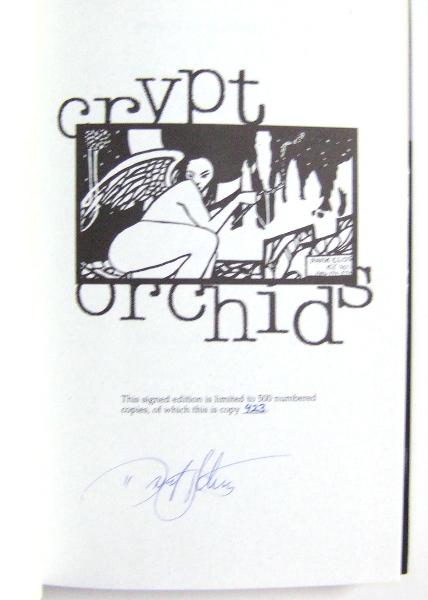 crypt
orchids
This signed edition is limited to 500 numbered
copies, of which this is copy 423.